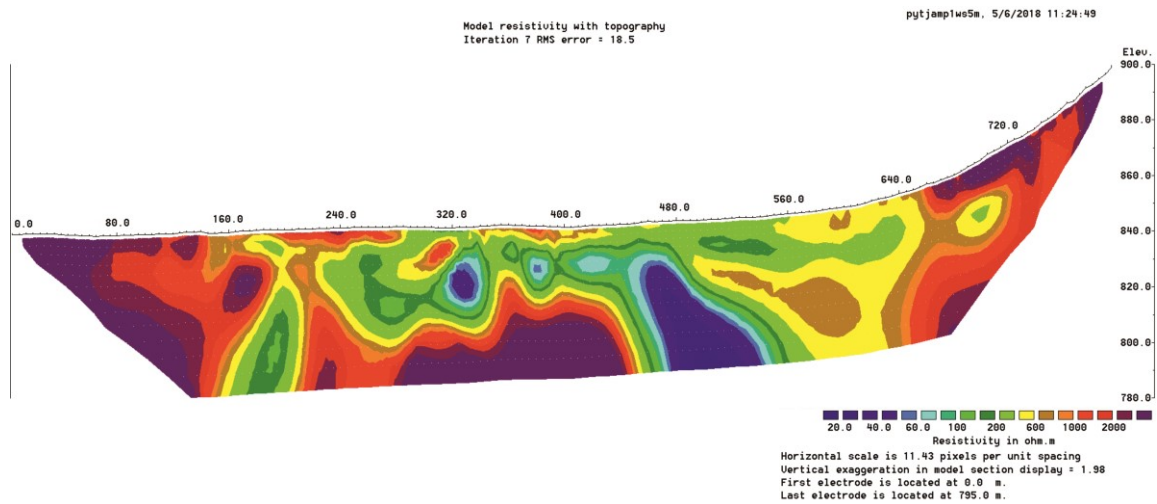 pytjamp1ws5m, 5/6/2018 11:24:49
Model resistivity with topography
Iteration 7 RMS error = 18.5
Elev.
900.0
880.0
720.0
860.0
640.0
0.0 80.0 160.0 240.0 320.0 400.0 480.0 560.0
840.0
820.0
800.0
780.0
20.0 40.0 60.0 100 200 600 1000 2000
Resistivity in ohm.m
Horizontal scale is 11.43 pixels per unit spacing
Vertical exaggeration in model section display = 1.98
First electrode is located at 0.0 m.
Last electrode is located at 795.0 m.